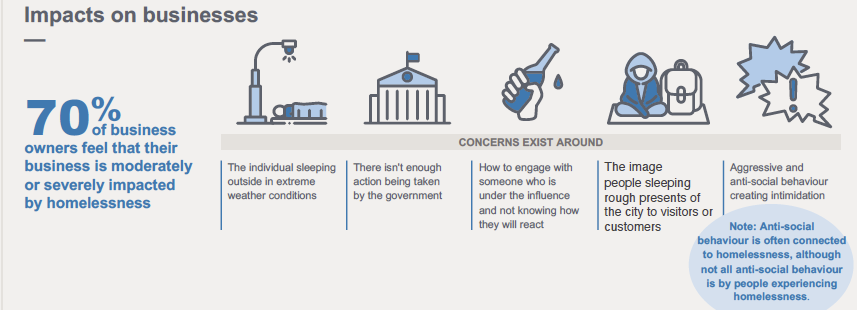 Impacts on businesses
70%
of business
owners feel that their
business is moderately
or severely impacted
by homelessness
CONCERNS EXIST AROUND
The individual sleeping
outside in extreme
weather conditions
There isn't enough
action being taken
by the government
How to engage with
someone who is
under the influence
and not knowing how
they will react
The image
people sleeping
rough presents of
the city to visitors or
customers
Aggressive and
anti-social behaviour
creating intimidation
Note: Anti-social
behaviour is often connected
to homelessness, although
not all anti-social behaviour
is by people experiencing
homelessness.